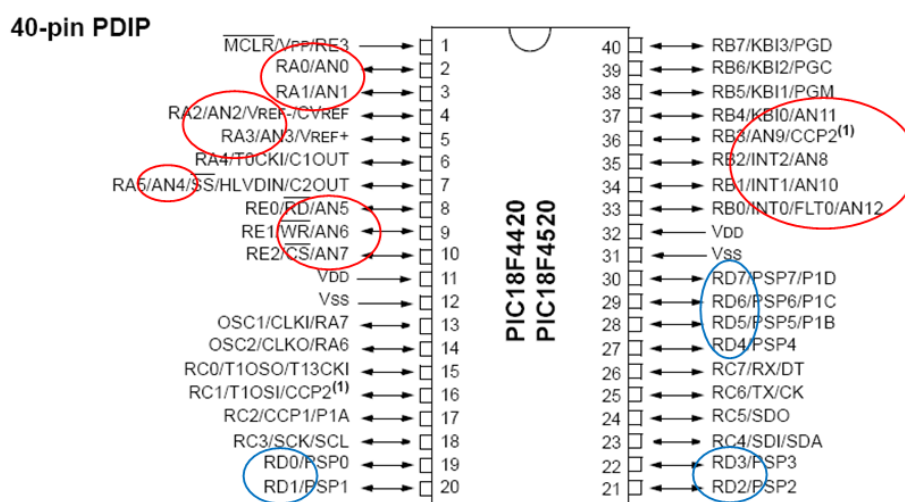 40-pin PDIP
MCLR/VPP/RE3 1
RA0/AN0 2
RA1/AN1 3
RA2/AN2/VREF-/CVREF 4
RA3/AN3/VREF+ 5
RA4/T0CKI/C1OUT 6
RA5/AN4/SS/HLVDIN/C2OUT 7
RE0/RD/AN5 8
RE1/WR/AN6 9
RE2/CS/AN7 10
VDD 11
VSS 12
OSC1/CLKI/RA7 13
OSC2/CLKO/RA6 14
RC0/T1OSO/T13CKI 15
RC1/T1OSI/CCP2(1) 16
RC2/CCP1/P1A 17
RC3/SCK/SCL 18
RD0/PSP0 19
RD1/PSP1 20
PIC18F4420
PIC18F4520
40 RB7/KBI3/PGD
39 RB6/KBI2/PGC
38 RB5/KBI1/PGM
37 RB4/KBI0/AN11
36 RB3/AN9/CCP2(1)
35 RB2/INT2/AN8
34 RB1/INT1/AN10
33 RB0/INT0/FLT0/AN12
32 VDD
31 VSS
30 RD7/PSP7/P1D
29 RD6/PSP6/P1C
28 RD5/PSP5/P1B
27 RD4/PSP4
26 RC7/RX/DT
25 RC6/TX/CK
24 RC5/SDO
23 RC4/SDI/SDA
22 RD3/PSP3
21 RD2/PSP2